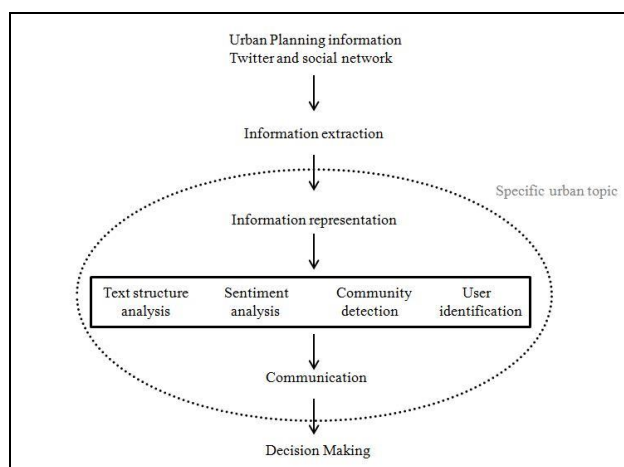 Urban Planning information
Twitter and social network
Information extraction
Specific urban topic
Information representation
Text structure analysis
Sentiment analysis
Community detection
User identification
Communication
Decision Making